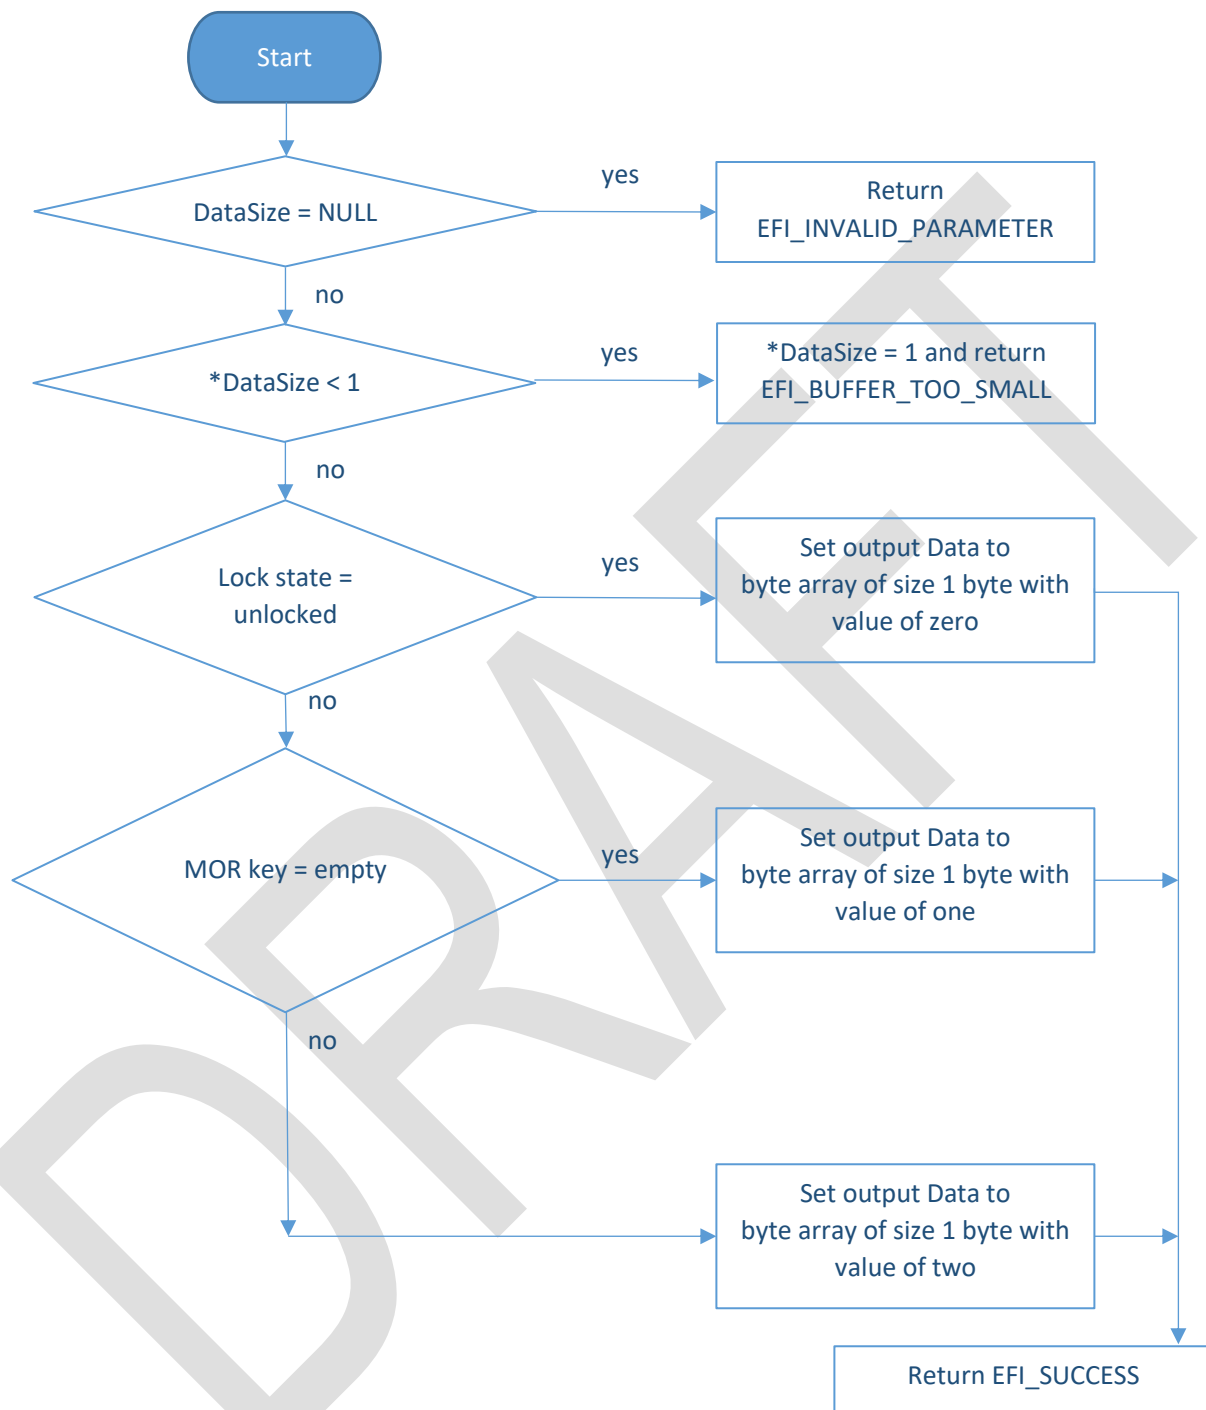 Start
DataSize = NULL
yes
Return
EFI_INVALID_PARAMETER
no
*DataSize < 1
yes
*DataSize = 1 and return
EFI_BUFFER_TOO_SMALL
no
Lock state =
unlocked
yes
Set output Data to
byte array of size 1 byte with
value of zero
no
MOR key = empty
yes
Set output Data to
byte array of size 1 byte with
value of one
no
Set output Data to
byte array of size 1 byte with
value of two
Return EFI_SUCCESS
DRAFT